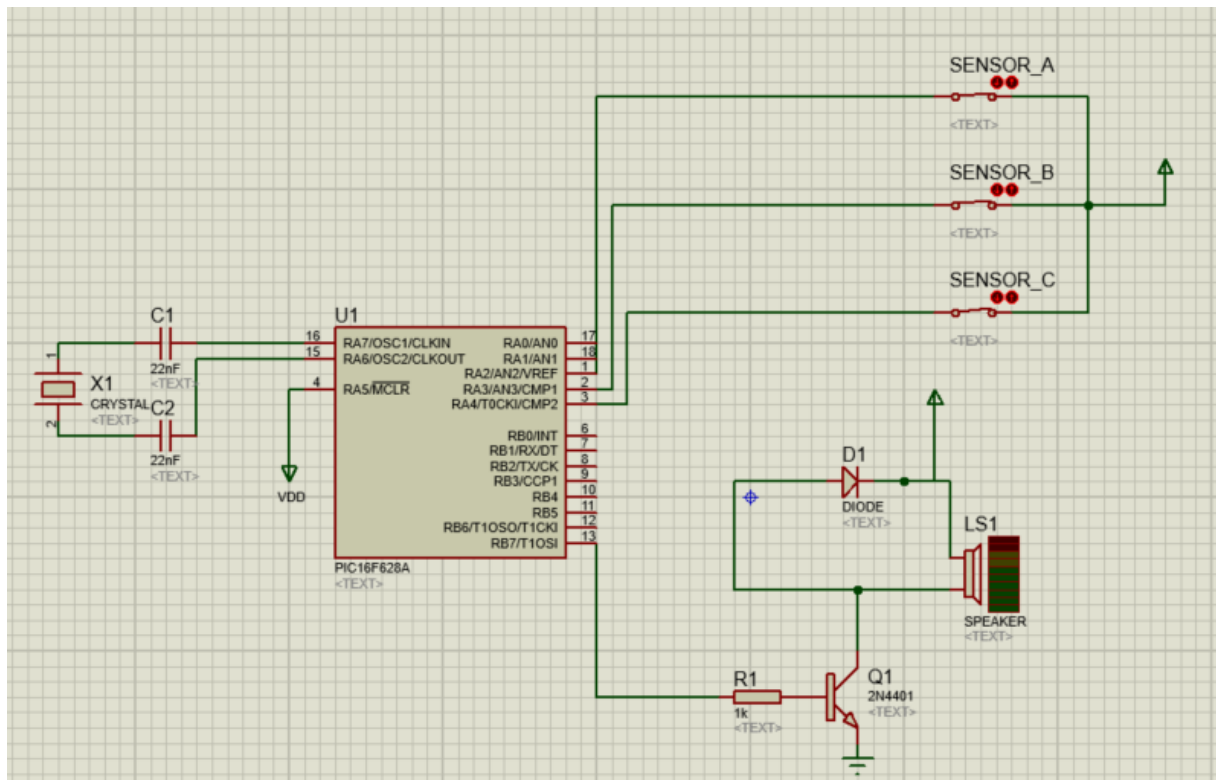 SENSOR_A
<TEXT>
SENSOR_B
<TEXT>
SENSOR_C
<TEXT>
C1
22nF
<TEXT>
1
X1
CRYSTAL
<TEXT>
2
C2
22nF
<TEXT>
U1
16 RA7/OSC1/CLKIN RA0/AN0 17
15 RA6/OSC2/CLKOUT RA1/AN1 18
RA2/AN2/VREF 1
4 RA5/MCLR RA3/AN3/CMP1 2
RA4/T0CKI/CMP2 3
RB0/INT 6
RB1/RX/DT 7
RB2/TX/CK 8
RB3/CCP1 9
RB4 10
RB5 11
RB6/T1OSO/T1CKI 12
RB7/T1OSI 13
PIC16F628A
<TEXT>
VDD
D1
DIODE
<TEXT>
LS1
SPEAKER
<TEXT>
R1
1k
<TEXT>
Q1
2N4401
<TEXT>